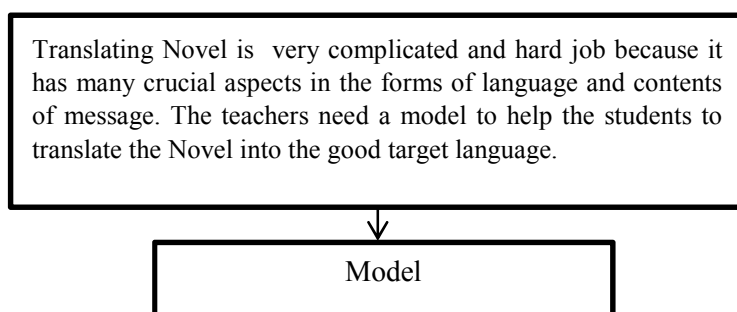 Translating Novel is  very complicated and hard job because it
has many crucial aspects in the forms of language and contents
of message. The teachers need a model to help the students to
translate the Novel into the good target language.
Model